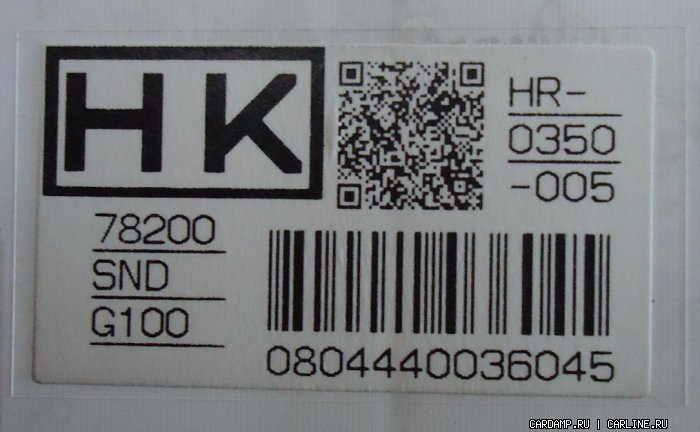 HK
HR-
0350
-005
78200
SND
G100
0804440036045
CARDAMP.RU | CARLINE.RU